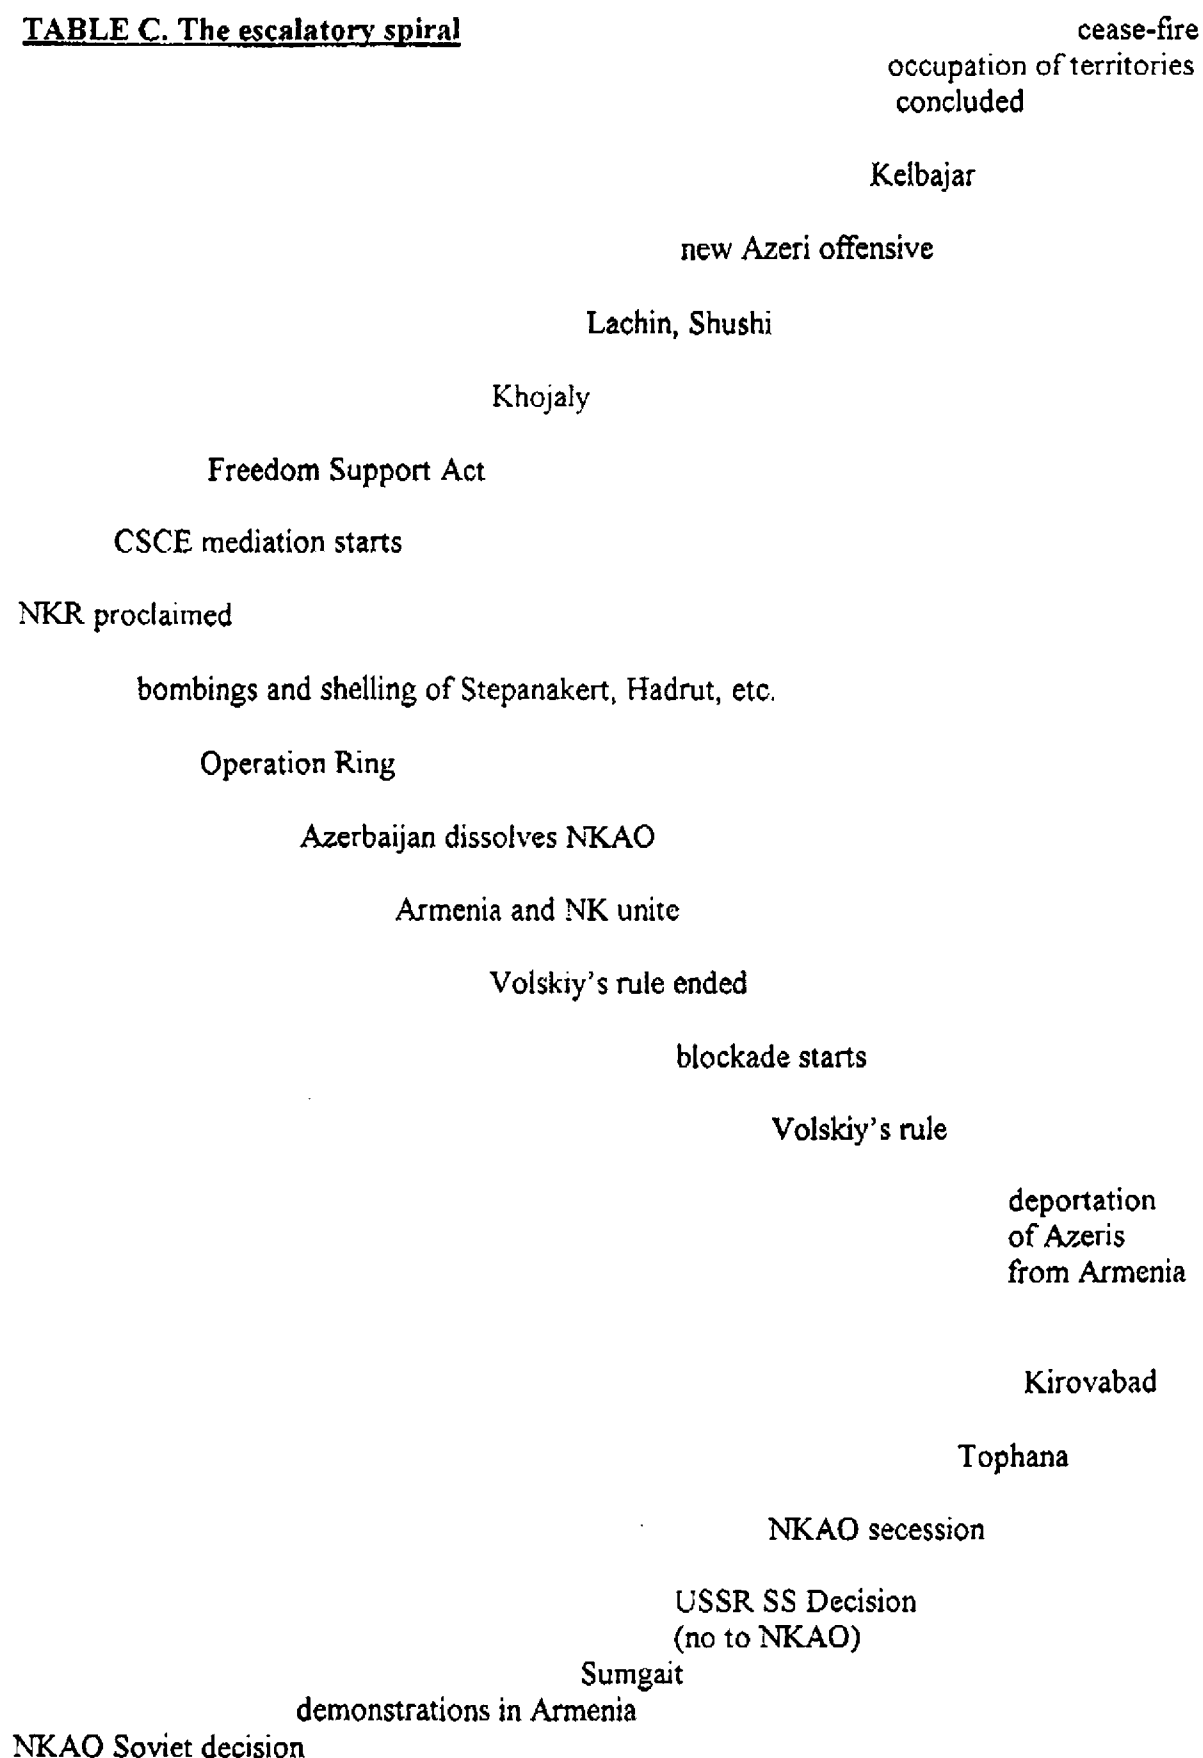 TABLE C. The escalatory spiral
cease-fire
occupation of territories
concluded
Kelbajar
new Azeri offensive
Lachin, Shushi
Khojaly
Freedom Support Act
CSCE mediation starts
NKR proclaimed
bombings and shelling of Stepanakert, Hadrut, etc.
Operation Ring
Azerbaijan dissolves NKAO
Armenia and NK unite
Volskiy's rule ended
blockade starts
Volskiy's rule
deportation
of Azeris
from Armenia
Kirovabad
Tophana
NKAO secession
USSR SS Decision
(no to NKAO)
Sumgait
demonstrations in Armenia
NKAO Soviet decision